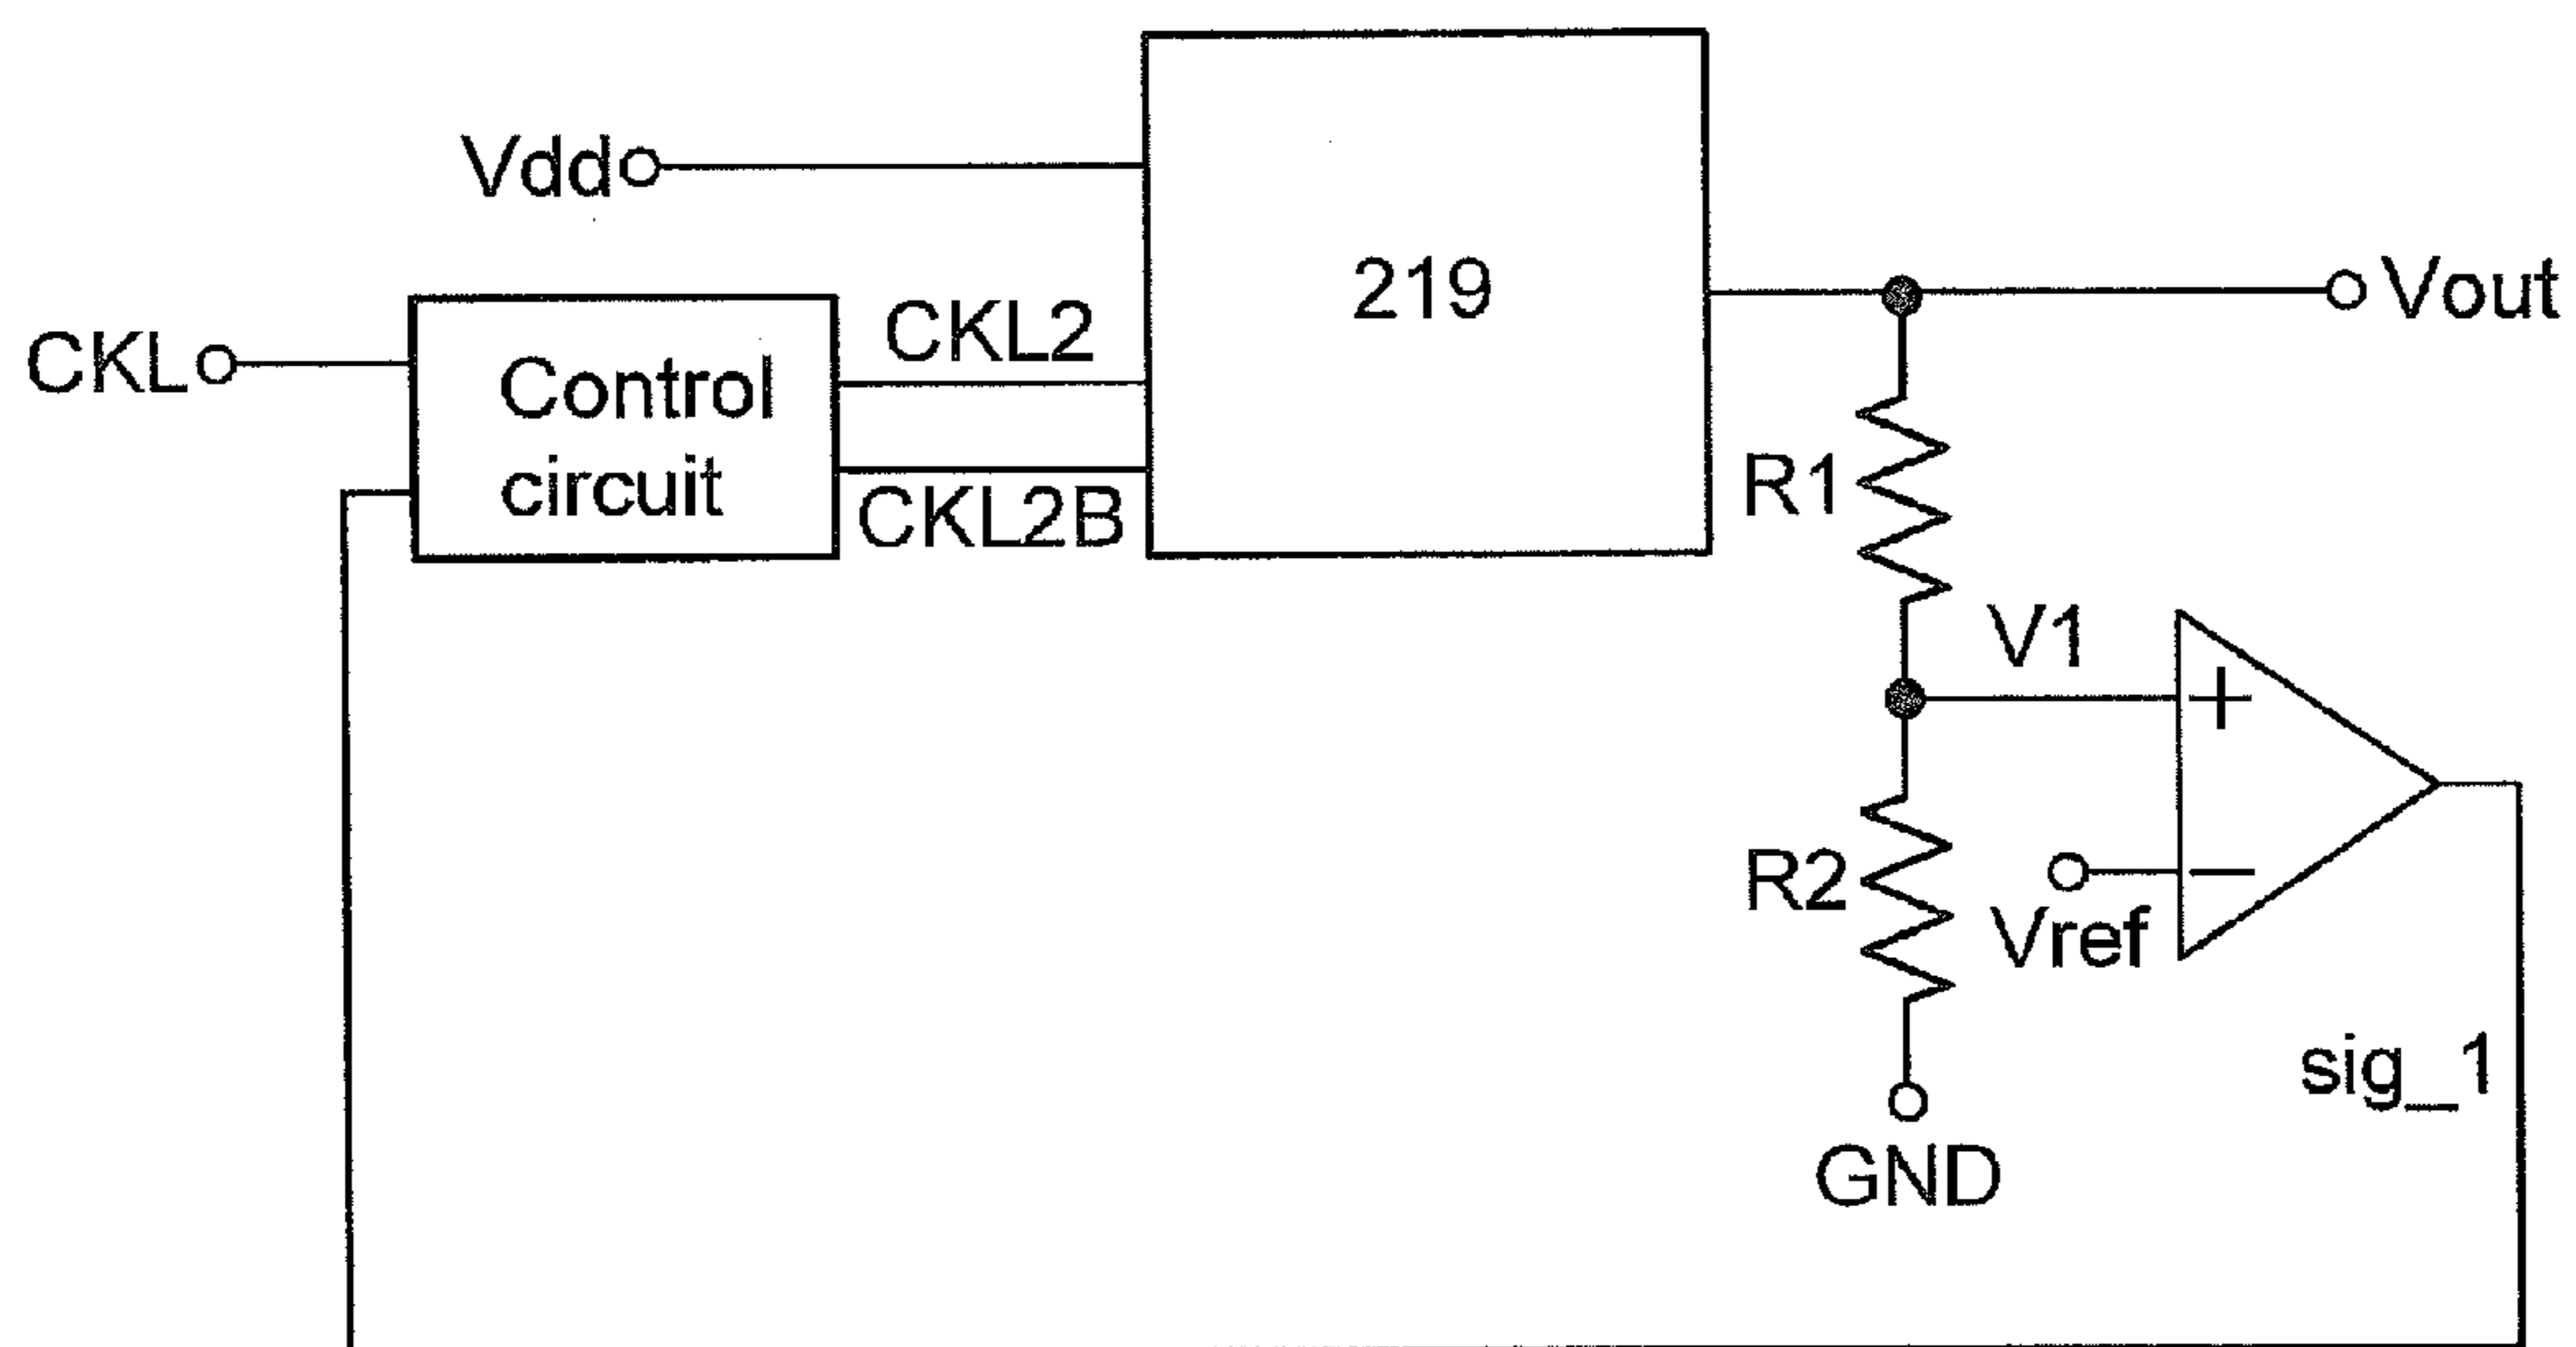 Vdd
219
Vout
CKL
Control
circuit
CKL2
CKL2B
R1
V1
+
−
R2
Vref
sig_1
GND